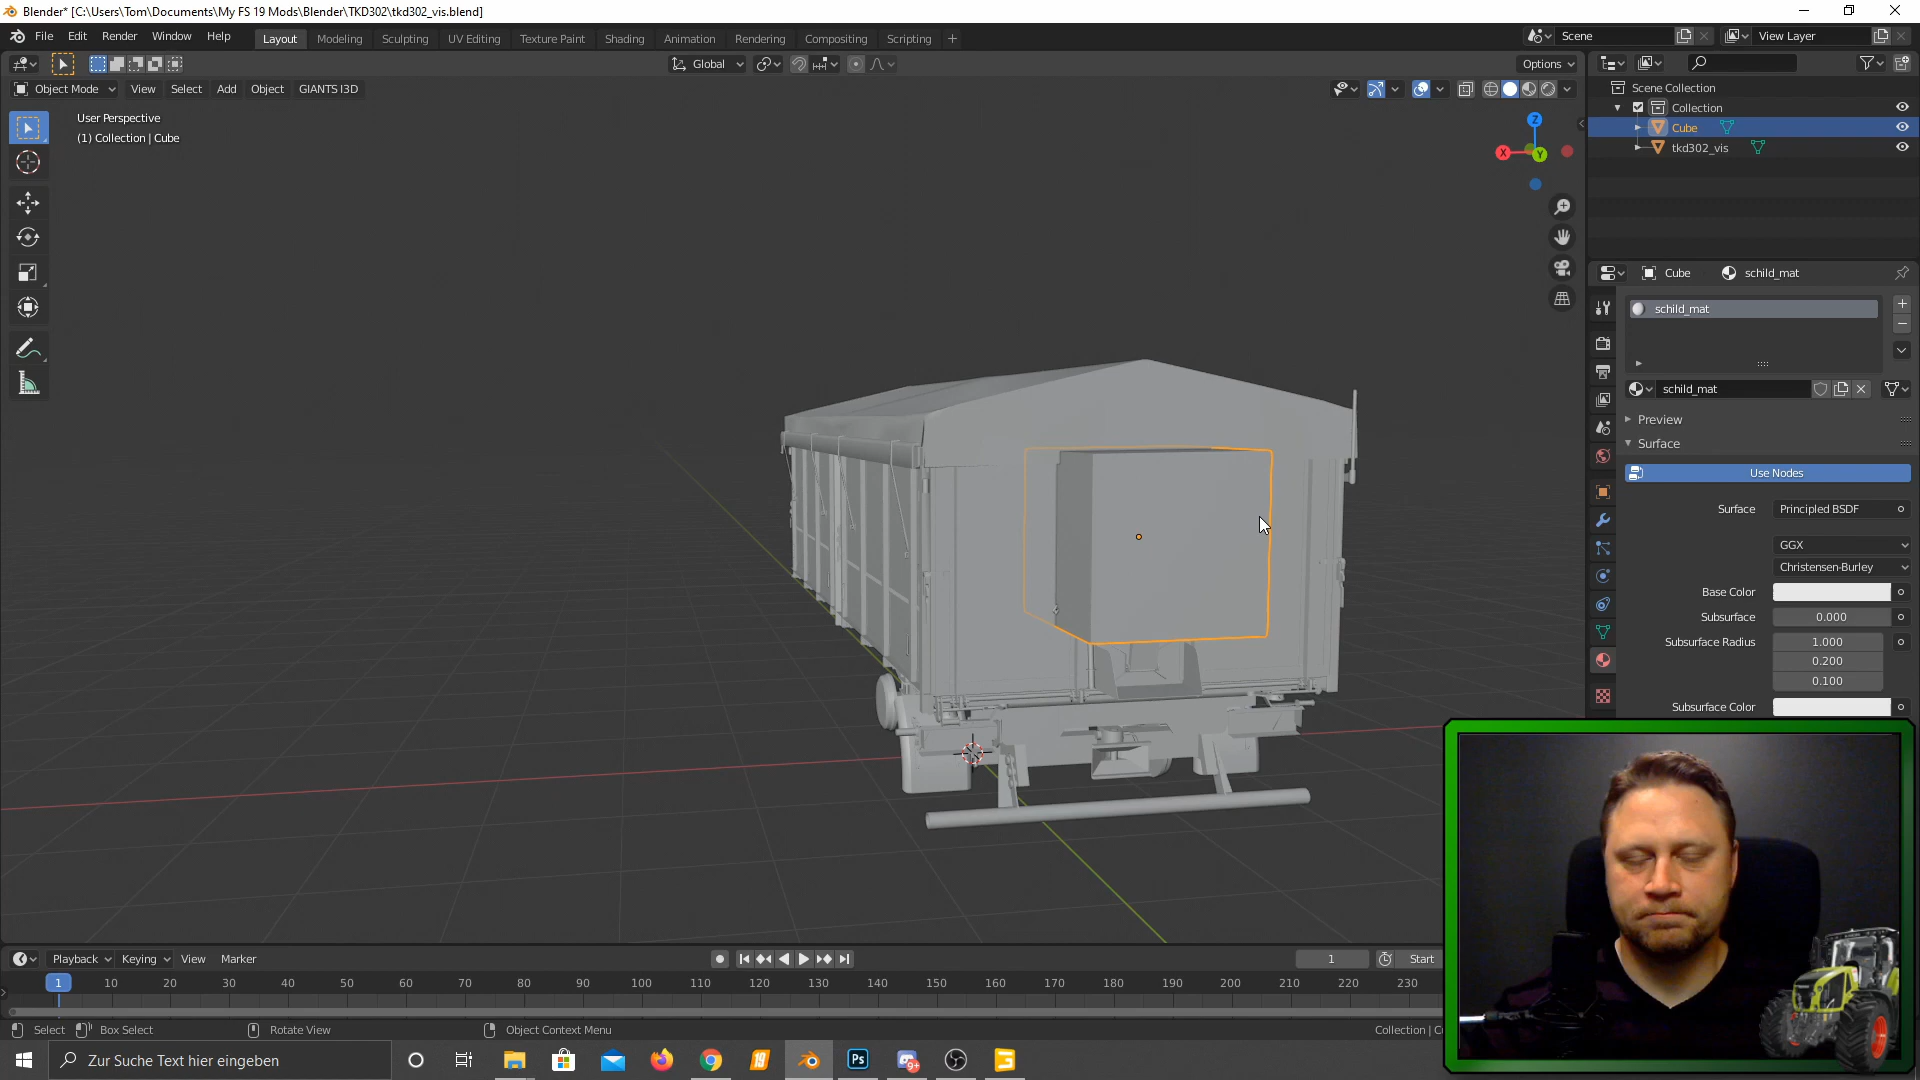 Blender* [C:\Users\Tom\Documents\My FS 19 Mods\Blender\TKD302\tkd302_vis.blend]
File Edit Render Window Help
Layout Modeling Sculpting UV Editing Texture Paint Shading Animation Rendering Compositing Scripting +
Scene
View Layer
Global
Options
Object Mode View Select Add Object GIANTS I3D
User Perspective
(1) Collection | Cube
Z
X
Y
Scene Collection
Collection
Cube
tkd302_vis
Cube schild_mat
schild_mat
schild_mat
Preview
Surface
Use Nodes
Surface Principled BSDF
GGX
Christensen-Burley
Base Color
Subsurface 0.000
Subsurface Radius 1.000
0.200
0.100
Subsurface Color
Playback Keying View Marker
1 Start
1 10 20 30 40 50 60 70 80 90 100 110 120 130 140 150 160 170 180 190 200 210 220 230
Select Box Select Rotate View Object Context Menu
Zur Suche Text hier eingeben
19
Ps
9+